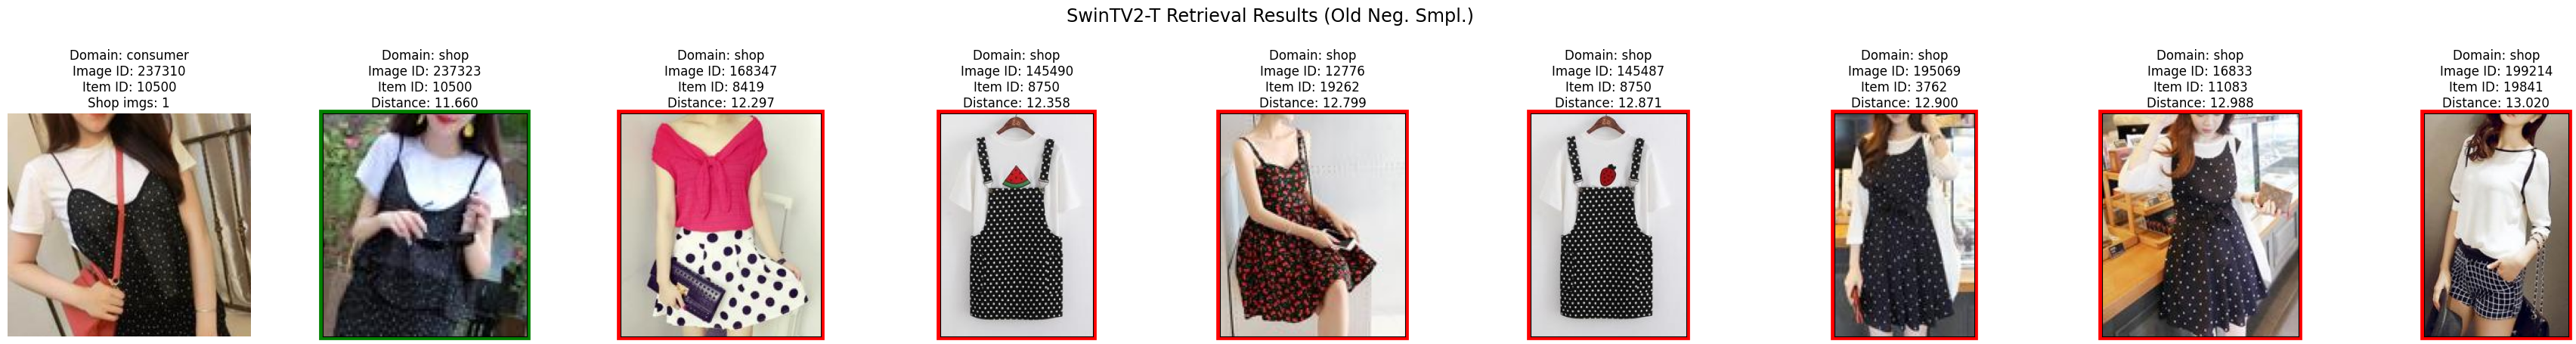 SwinTV2-T Retrieval Results (Old Neg. Smpl.)
Domain: consumer
Image ID: 237310
Item ID: 10500
Shop imgs: 1
Domain: shop
Image ID: 237323
Item ID: 10500
Distance: 11.660
Domain: shop
Image ID: 168347
Item ID: 8419
Distance: 12.297
Domain: shop
Image ID: 145490
Item ID: 8750
Distance: 12.358
Domain: shop
Image ID: 12776
Item ID: 19262
Distance: 12.799
Domain: shop
Image ID: 145487
Item ID: 8750
Distance: 12.871
Domain: shop
Image ID: 195069
Item ID: 3762
Distance: 12.900
Domain: shop
Image ID: 16833
Item ID: 11083
Distance: 12.988
Domain: shop
Image ID: 199214
Item ID: 19841
Distance: 13.020